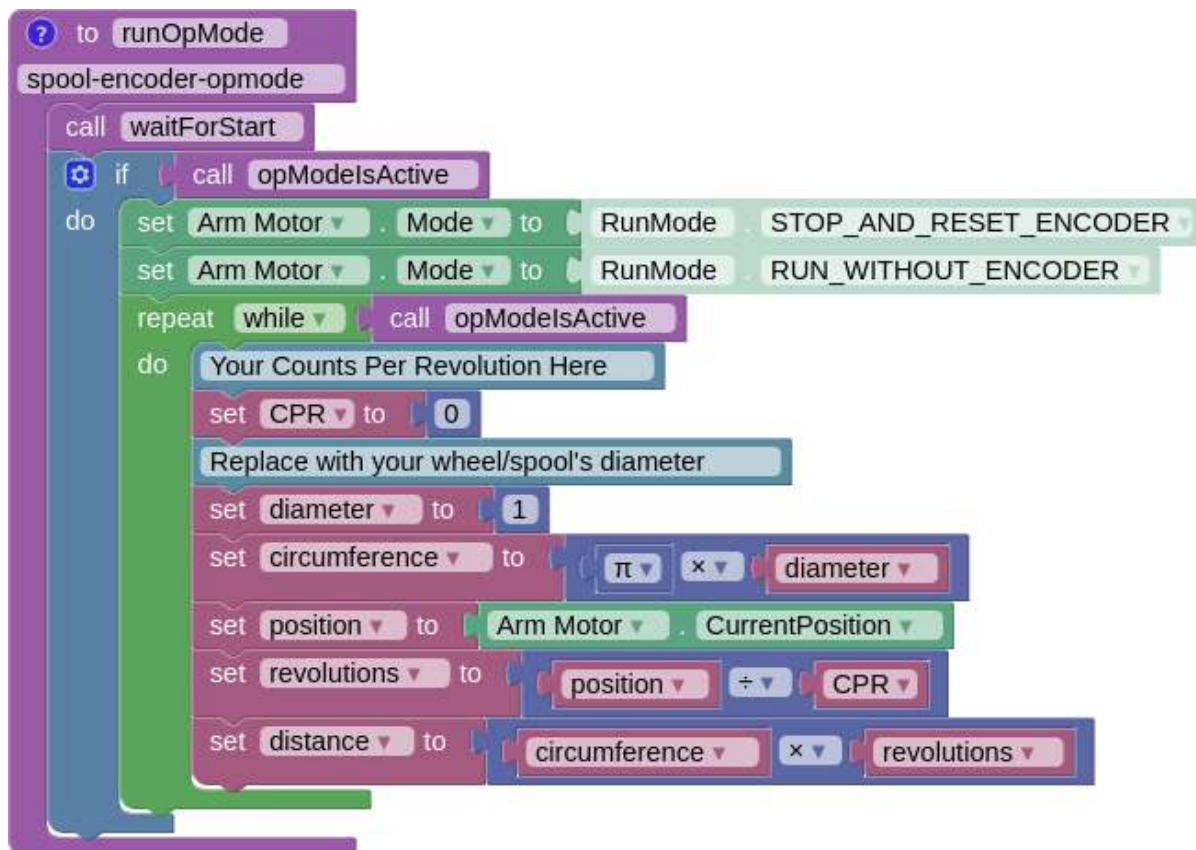 ? to runOpMode
spool-encoder-opmode
call waitForStart
if call opModeIsActive
do set Arm Motor . Mode to RunMode . STOP_AND_RESET_ENCODER
set Arm Motor . Mode to RunMode . RUN_WITHOUT_ENCODER
repeat while call opModeIsActive
do Your Counts Per Revolution Here
set CPR to 0
Replace with your wheel/spool's diameter
set diameter to 1
set circumference to π × diameter
set position to Arm Motor . CurrentPosition
set revolutions to position ÷ CPR
set distance to circumference × revolutions